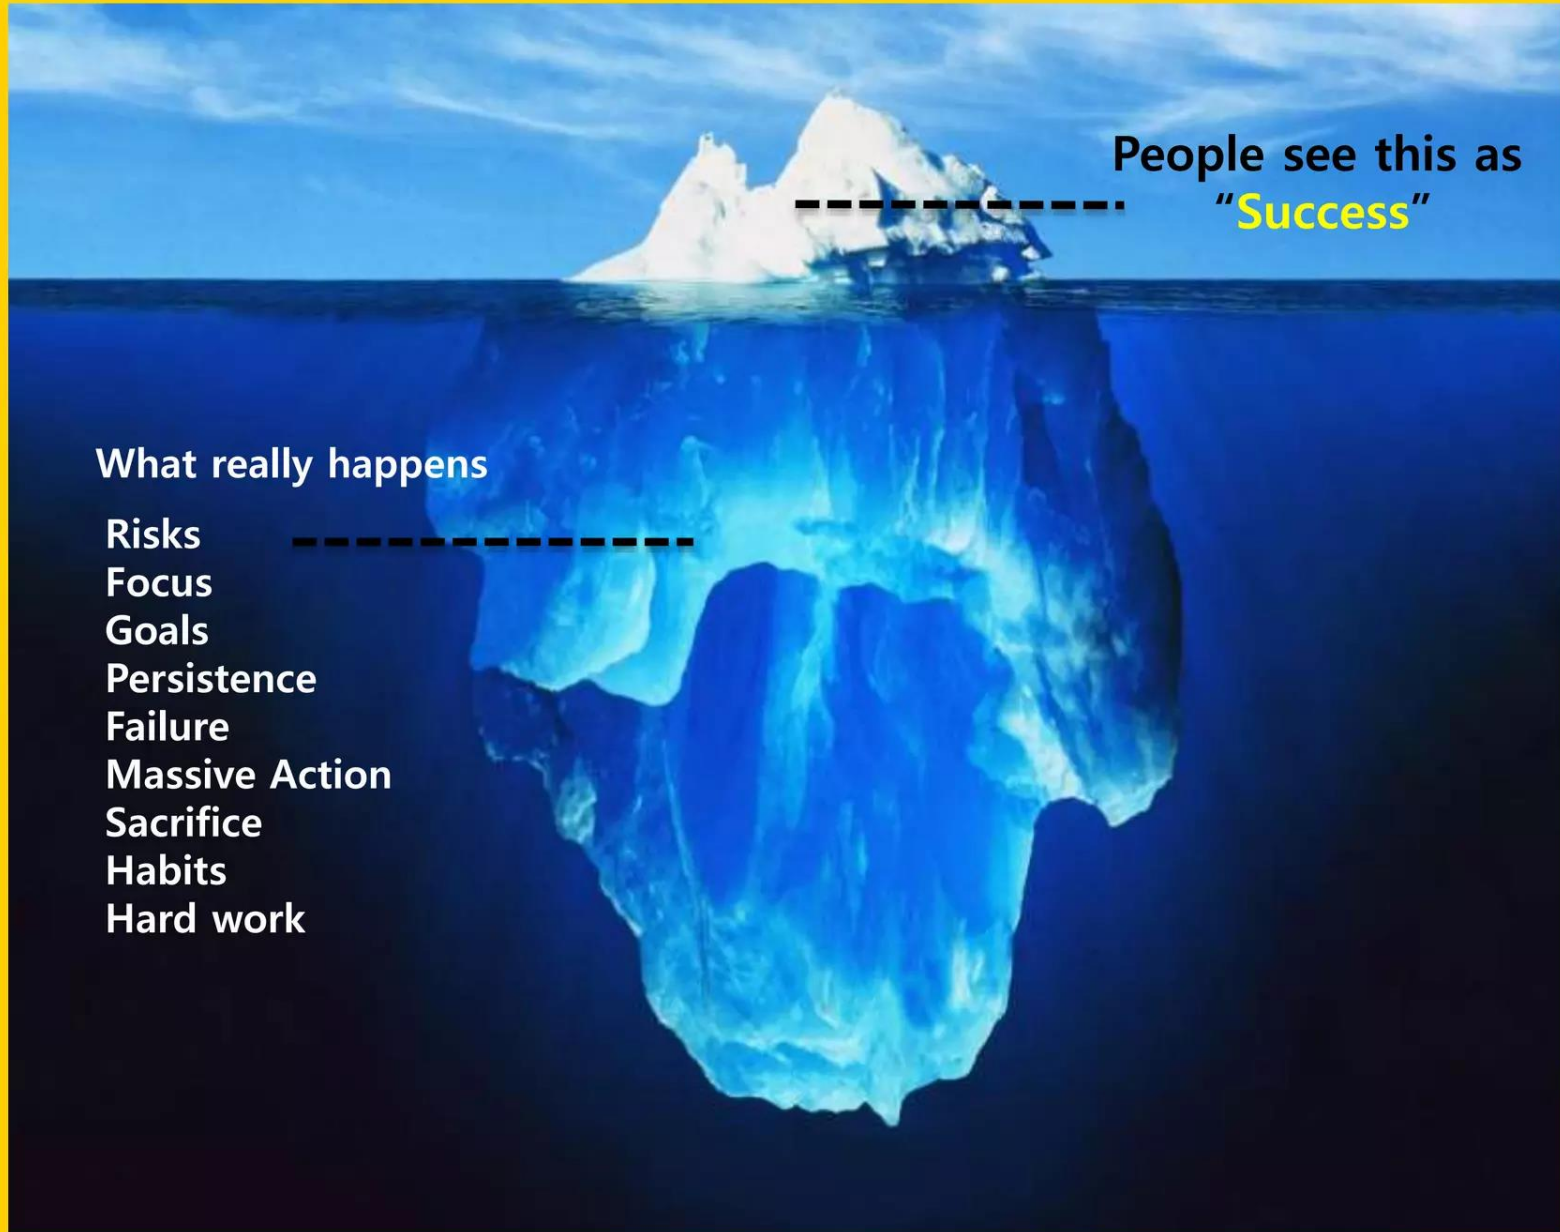 People see this as
“Success”
What really happens
Risks
Focus
Goals
Persistence
Failure
Massive Action
Sacrifice
Habits
Hard work